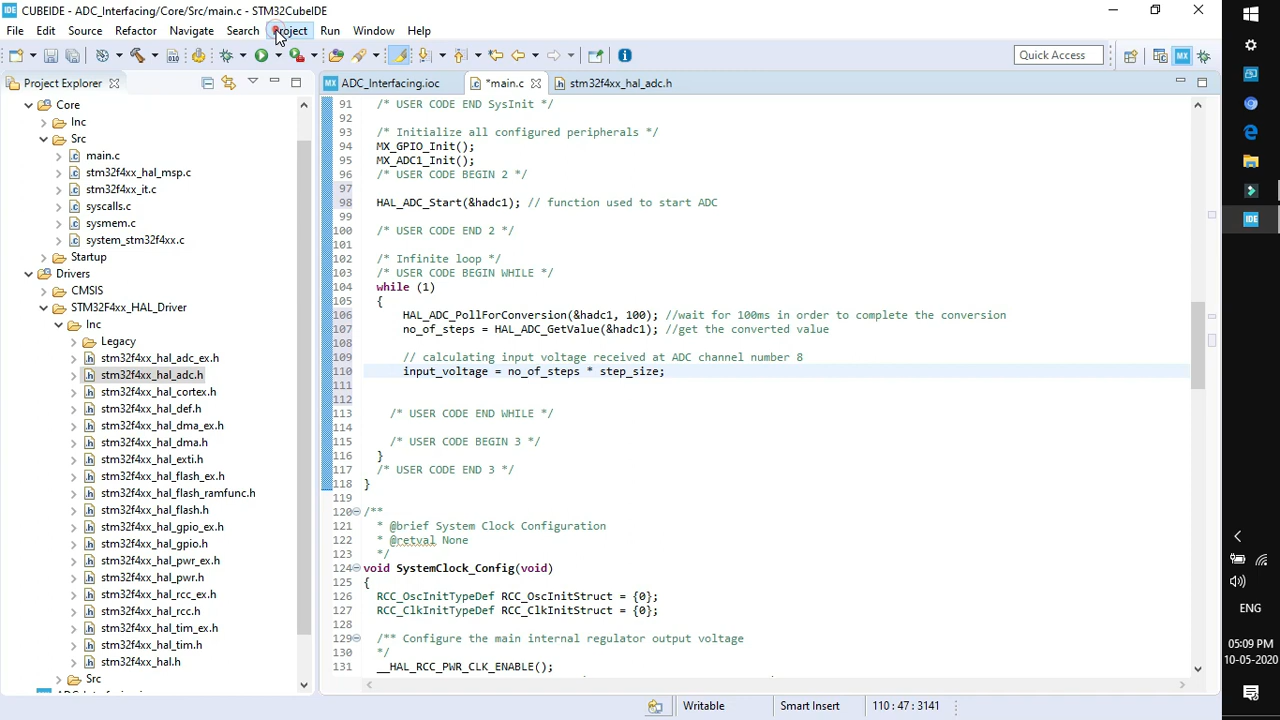 IDE CUBEIDE - ADC_Interfacing/Core/Src/main.c - STM32CubeIDE
File Edit Source Refactor Navigate Search Project Run Window Help
Quick Access
Project Explorer
MX ADC_Interfacing.ioc
*main.c
stm32f4xx_hal_adc.h
Core
Inc
Src
main.c
stm32f4xx_hal_msp.c
stm32f4xx_it.c
syscalls.c
sysmem.c
system_stm32f4xx.c
Startup
Drivers
CMSIS
STM32F4xx_HAL_Driver
Inc
Legacy
stm32f4xx_hal_adc_ex.h
stm32f4xx_hal_adc.h
stm32f4xx_hal_cortex.h
stm32f4xx_hal_def.h
stm32f4xx_hal_dma_ex.h
stm32f4xx_hal_dma.h
stm32f4xx_hal_exti.h
stm32f4xx_hal_flash_ex.h
stm32f4xx_hal_flash_ramfunc.h
stm32f4xx_hal_flash.h
stm32f4xx_hal_gpio_ex.h
stm32f4xx_hal_gpio.h
stm32f4xx_hal_pwr_ex.h
stm32f4xx_hal_pwr.h
stm32f4xx_hal_rcc_ex.h
stm32f4xx_hal_rcc.h
stm32f4xx_hal_tim_ex.h
stm32f4xx_hal_tim.h
stm32f4xx_hal.h
Src
91 /* USER CODE END SysInit */
92
93 /* Initialize all configured peripherals */
94 MX_GPIO_Init();
95 MX_ADC1_Init();
96 /* USER CODE BEGIN 2 */
97
98 HAL_ADC_Start(&hadc1); // function used to start ADC
99
100 /* USER CODE END 2 */
101
102 /* Infinite loop */
103 /* USER CODE BEGIN WHILE */
104 while (1)
105 {
106 HAL_ADC_PollForConversion(&hadc1, 100); //wait for 100ms in order to complete the conversion
107 no_of_steps = HAL_ADC_GetValue(&hadc1); //get the converted value
108
109 // calculating input voltage received at ADC channel number 8
110 input_voltage = no_of_steps * step_size;
111
112
113 /* USER CODE END WHILE */
114
115 /* USER CODE BEGIN 3 */
116 }
117 /* USER CODE END 3 */
118 }
119
120 /**
121 * @brief System Clock Configuration
122 * @retval None
123 */
124 void SystemClock_Config(void)
125 {
126 RCC_OscInitTypeDef RCC_OscInitStruct = {0};
127 RCC_ClkInitTypeDef RCC_ClkInitStruct = {0};
128
129 /** Configure the main internal regulator output voltage
130 */
131 __HAL_RCC_PWR_CLK_ENABLE();
Writable
Smart Insert
110 : 47 : 3141
MX
IDE
ENG
05:09 PM
10-05-2020